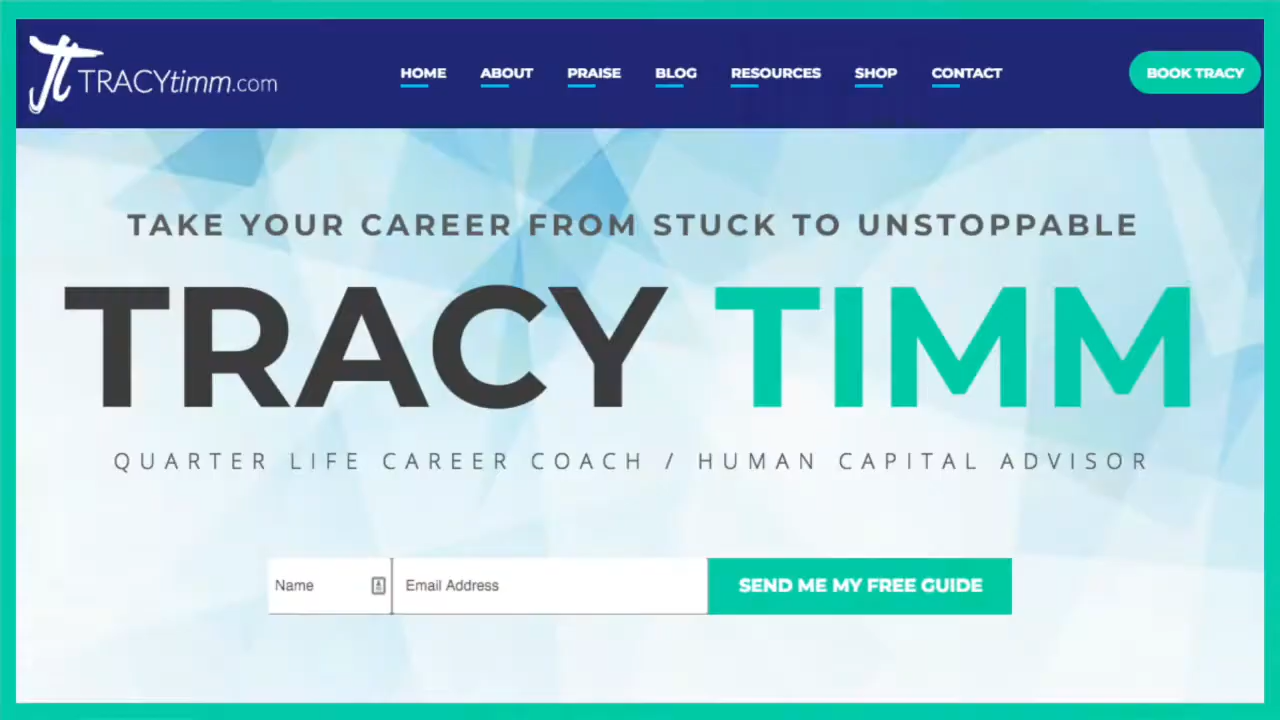 TRACYtimm.com
HOME ABOUT PRAISE BLOG RESOURCES SHOP CONTACT BOOK TRACY
TAKE YOUR CAREER FROM STUCK TO UNSTOPPABLE
TRACY TIMM
QUARTER LIFE CAREER COACH / HUMAN CAPITAL ADVISOR
Name Email Address SEND ME MY FREE GUIDE